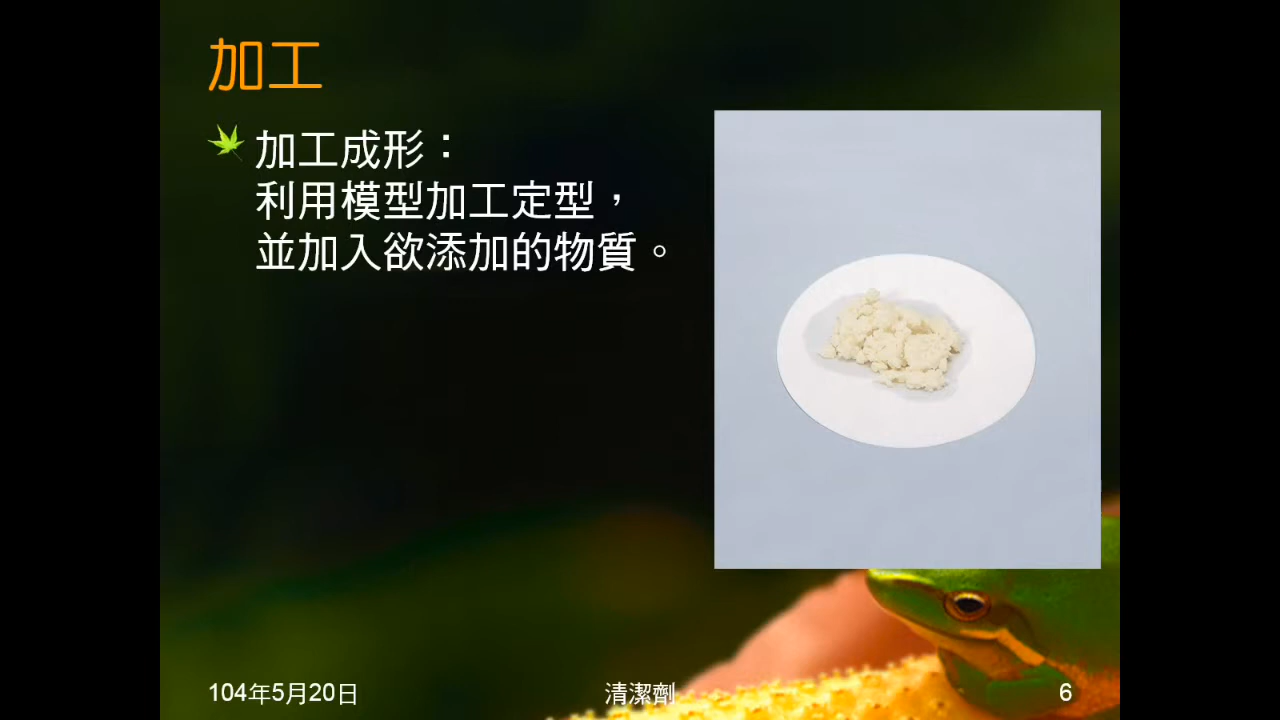 加工
加工成形：
利用模型加工定型，
並加入欲添加的物質。
104年5月20日
清潔劑
6